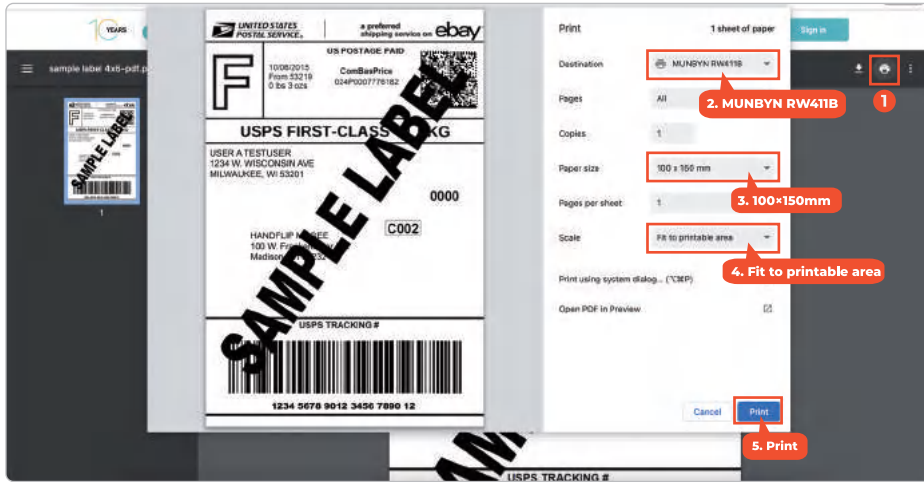 10 YEARS
Sign in
sample label 4x6-pdf.p
1
UNITED STATES
POSTAL SERVICE®
a preferred
shipping service on ebay
F
US POSTAGE PAID
10/06/2015
From 53219
0 lbs 3 ozs
ComBasPrice
024P0007776182
USPS FIRST-CLASS KG
USER A TESTUSER
1234 W. WISCONSIN AVE
MILWAUKEE, WI 53201
0000
C002
HANDFLIP
100 W.
Madison
SAMPLE LABEL
USPS TRACKING #
1234 5678 9012 3456 7890 12
Print
1 sheet of paper
Destination
MUNBYN RW411B
2. MUNBYN RW411B
Pages
All
Copies
1
Paper size
100 x 150 mm
3. 100×150mm
Pages per sheet
1
Scale
Fit to printable area
4. Fit to printable area
Print using system dialog... (⌥⌘P)
Open PDF in Preview
Cancel
Print
5. Print
1
SAMPLE LABEL
USPS TRACKING #